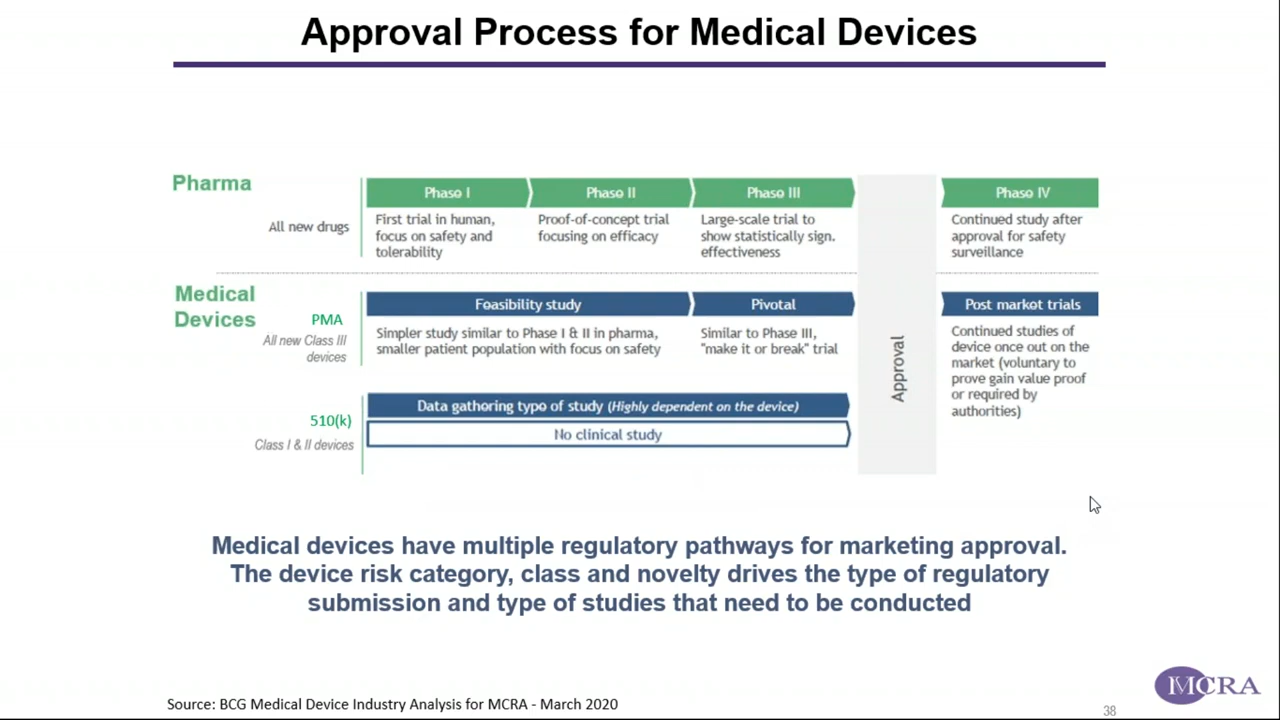 Approval Process for Medical Devices
Pharma
All new drugs
Phase I
First trial in human,
focus on safety and
tolerability
Phase II
Proof-of-concept trial
focusing on efficacy
Phase III
Large-scale trial to
show statistically sign.
effectiveness
Phase IV
Continued study after
approval for safety
surveillance
Approval
Medical
Devices
PMA
All new Class III
devices
Feasibility study
Simpler study similar to Phase I & II in pharma,
smaller patient population with focus on safety
Pivotal
Similar to Phase III,
"make it or break" trial
Post market trials
Continued studies of
device once out on the
market (voluntary to
prove gain value proof
or required by
authorities)
510(k)
Class I & II devices
Data gathering type of study (Highly dependent on the device)
No clinical study
Medical devices have multiple regulatory pathways for marketing approval.
The device risk category, class and novelty drives the type of regulatory
submission and type of studies that need to be conducted
Source: BCG Medical Device Industry Analysis for MCRA - March 2020
38
MCRA